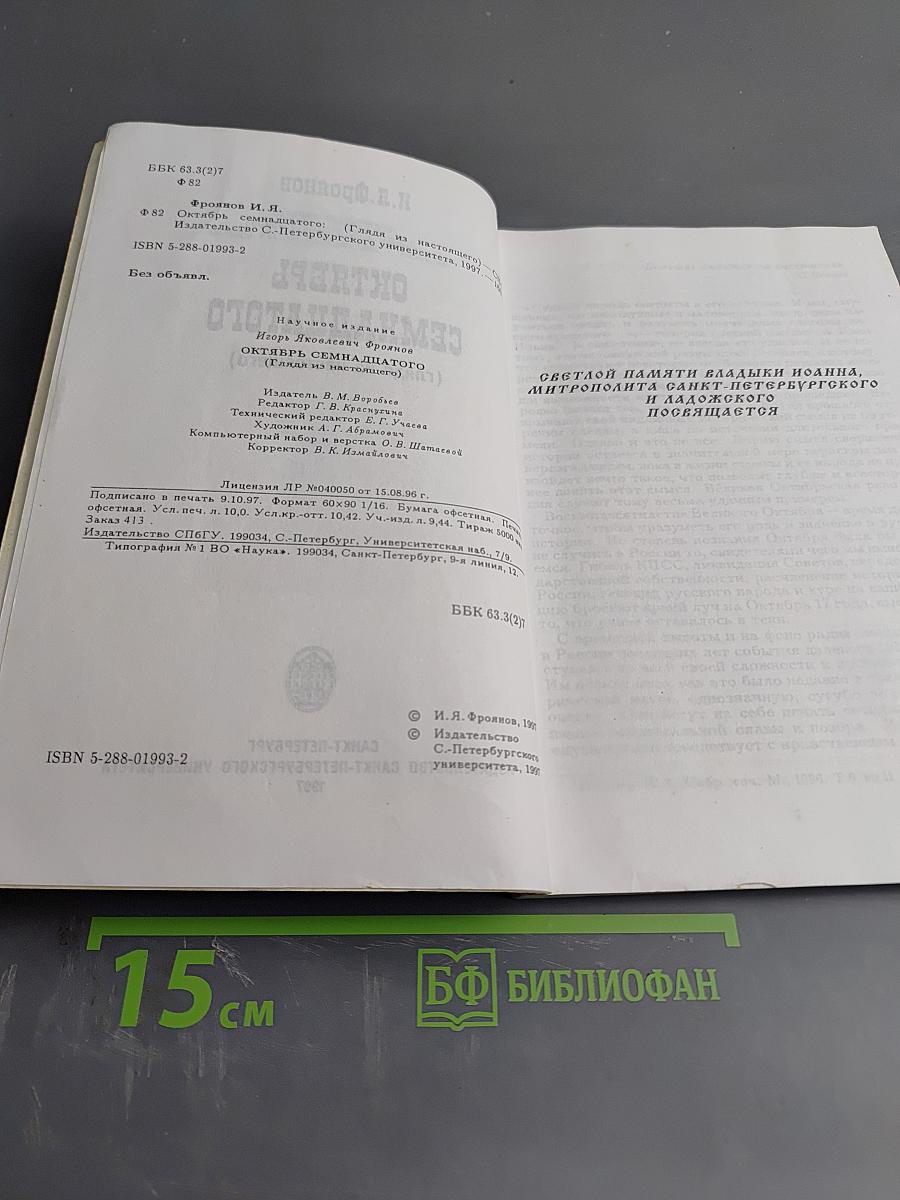 ББК 63.3(2)7
Ф 82
Фроянов И. Я.
Ф 82 Октябрь семнадцатого: (Глядя из настоящего).—
Издательство С.-Петербургского университета, 1997.—
ISBN 5-288-01993-2
Без объявл.
Научное издание
Игорь Яковлевич Фроянов
ОКТЯБРЬ СЕМНАДЦАТОГО
(Глядя из настоящего)
Издатель В. М. Воробьев
Редактор Г. В. Краснухина
Технический редактор Е. Г. Учаева
Художник А. Г. Абрамович
Компьютерный набор и верстка О. В. Шатаевой
Корректор В. К. Измайлович
Лицензия ЛР №040050 от 15.08.96 г.
Подписано в печать 9.10.97. Формат 60×90 1/16. Бумага офсетная.
офсетная. Усл. печ. л. 10,0. Усл.кр.-отт. 10,42. Уч.-изд. л. 9,44. Тираж 5000
Заказ 413 .
Издательство СПбГУ. 199034, С.-Петербург, Университетская наб., 7/9.
Типография №1 ВО «Наука». 199034, Санкт-Петербург, 9-я линия, 12.
ББК 63.3(2)7
© И. Я. Фроянов, 1997
© Издательство
С.-Петербургского
университета, 1997
ISBN 5-288-01993-2
СВЕТЛОЙ ПАМЯТИ ВЛАДЫКИ ИОАННА,
МИТРОПОЛИТА САНКТ-ПЕТЕРБУРГСКОГО
И ЛАДОЖСКОГО
ПОСВЯЩАЕТСЯ
15 см
БФ БИБЛИОФАН